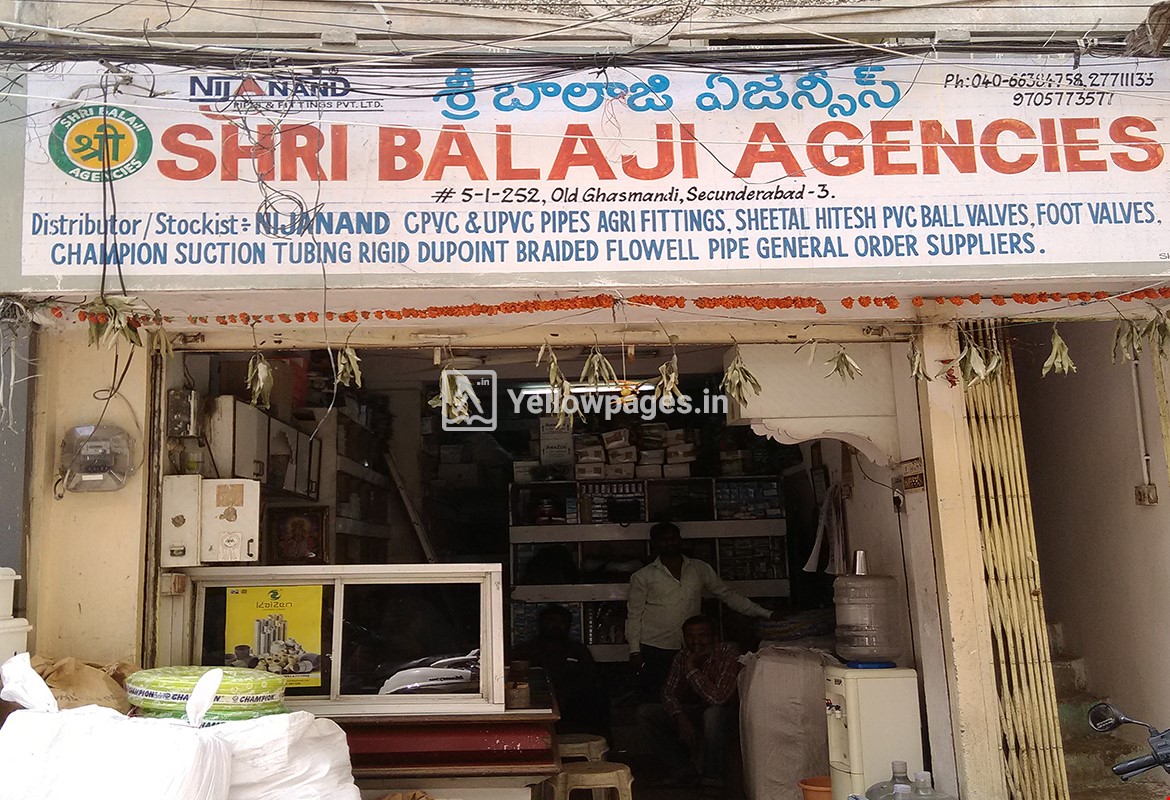 NIJANAND
PIPES & FITTINGS PVT. LTD.
శ్రీ బాలాజి ఏజెన్సీస్
Ph:040-66384758, 27711133
9705773577
SHRI BALAJI
श्री
AGENCIES
SHRI BALAJI AGENCIES
# 5-1-252, Old Ghasmandi, Secunderabad-3.
Distributor/Stockist:- NIJANAND CPVC & UPVC PIPES AGRI FITTINGS, SHEETAL HITESH PVC BALL VALVES, FOOT VALVES,
CHAMPION SUCTION TUBING RIGID DUPOINT BRAIDED FLOWELL PIPE GENERAL ORDER SUPPLIERS.
Yellowpages.in
Kaizen
CHAMPION
CHAMPION